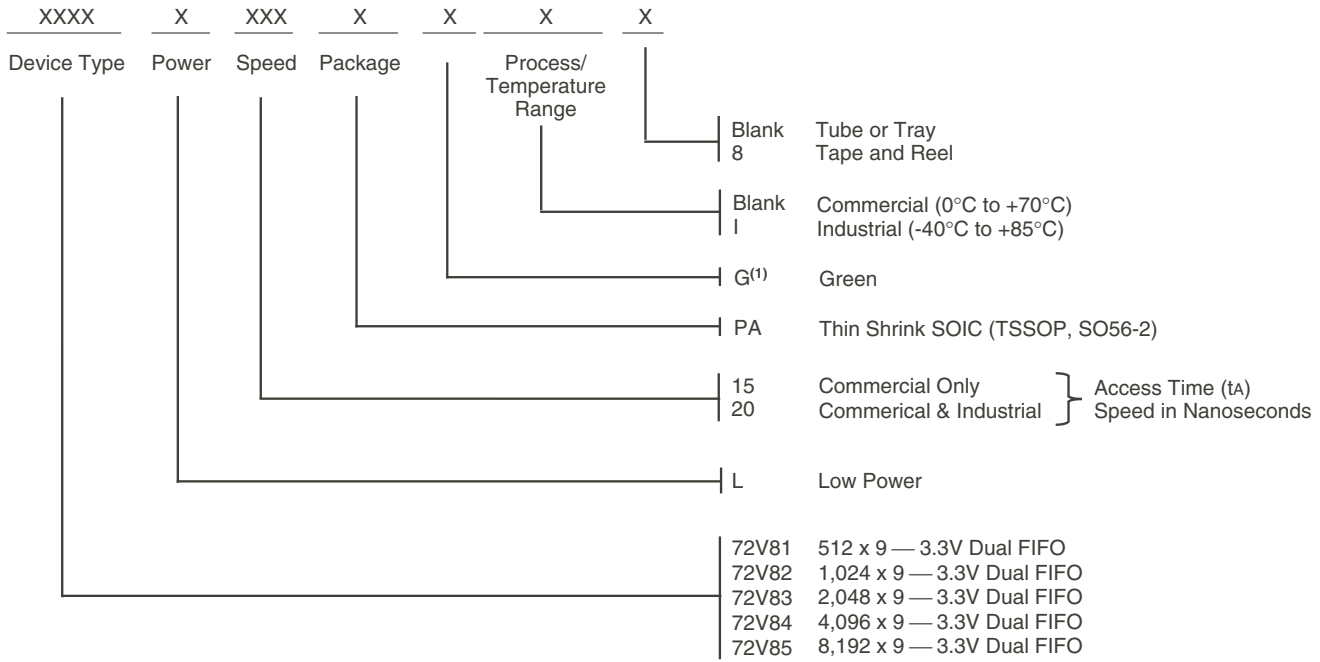 XXXX X XXX X X X X
Device Type Power Speed Package Process/
Temperature
Range
Blank Tube or Tray
8 Tape and Reel
Blank Commercial (0°C to +70°C)
I Industrial (-40°C to +85°C)
G(1) Green
PA Thin Shrink SOIC (TSSOP, SO56-2)
15 Commercial Only Access Time (tA)
20 Commerical & Industrial Speed in Nanoseconds
L Low Power
72V81 512 x 9 — 3.3V Dual FIFO
72V82 1,024 x 9 — 3.3V Dual FIFO
72V83 2,048 x 9 — 3.3V Dual FIFO
72V84 4,096 x 9 — 3.3V Dual FIFO
72V85 8,192 x 9 — 3.3V Dual FIFO